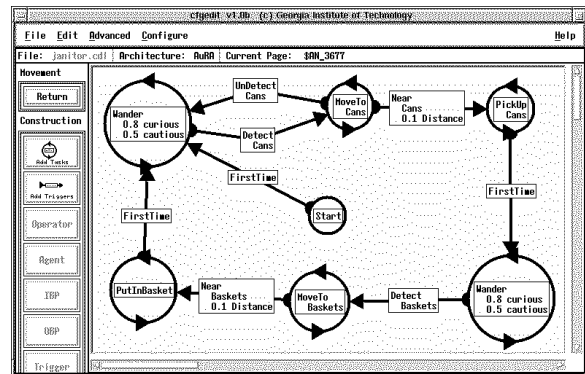 cfgedit v1.0b (c) Georgia Institute of Technology
File Edit Advanced Configure Help
File: janitor.cdl Architecture: AuRA Current Page: $AN_3677
Movement
Return
Construction
Add Tasks
Add Triggers
Operator
Agent
IBP
OBP
Trigger
Wander
0.8 curious
0.5 cautious
UnDetect
Cans
Detect
Cans
MoveTo
Cans
Near
Cans
0.1 Distance
PickUp
Cans
FirstTime
Start
FirstTime
FirstTime
PutInBasket
Near
Baskets
0.1 Distance
MoveTo
Baskets
Detect
Baskets
Wander
0.8 curious
0.5 cautious